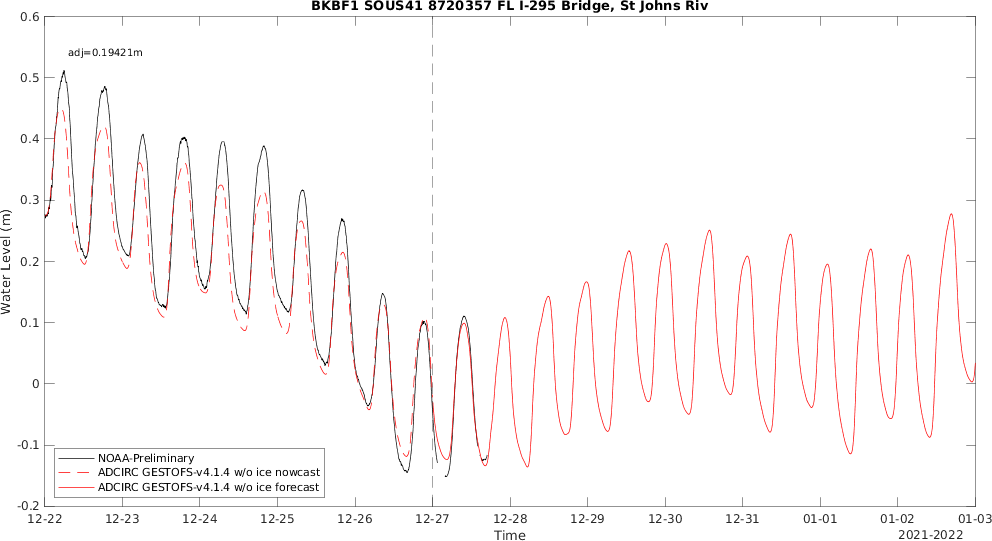 BKBF1 SOUS41 8720357 FL I-295 Bridge, St Johns Riv
adj=0.19421m
Water Level (m)
0.6
0.5
0.4
0.3
0.2
0.1
0
-0.1
-0.2
NOAA-Preliminary
ADCIRC GESTOFS-v4.1.4 w/o ice nowcast
ADCIRC GESTOFS-v4.1.4 w/o ice forecast
12-22 12-23 12-24 12-25 12-26 12-27 12-28 12-29 12-30 12-31 01-01 01-02 01-03
Time
2021-2022